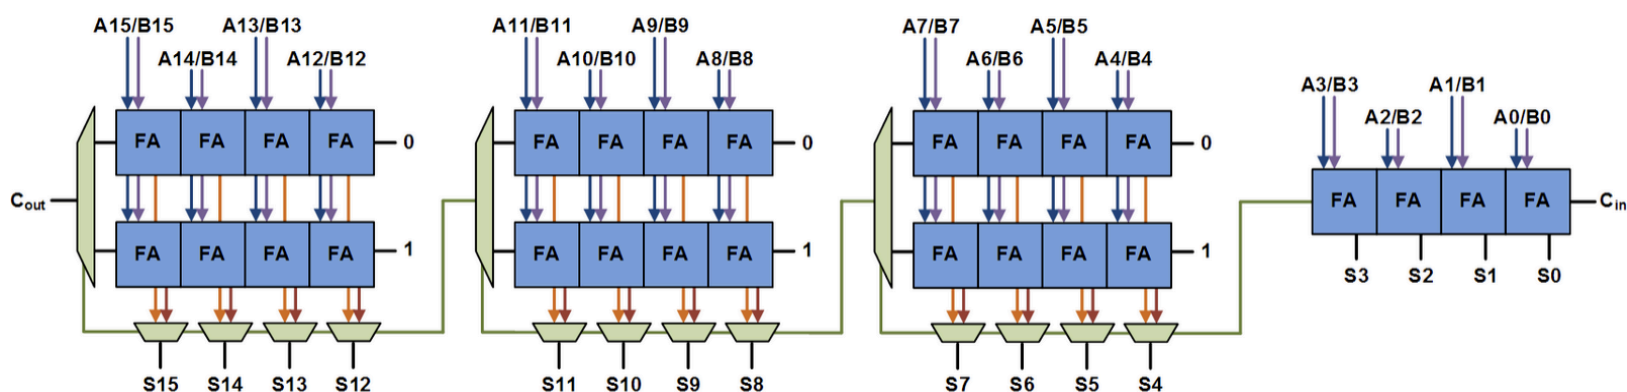 A15/B15 A13/B13 A11/B11 A9/B9 A7/B7 A5/B5
A14/B14 A12/B12 A10/B10 A8/B8 A6/B6 A4/B4
A3/B3 A1/B1
A2/B2 A0/B0
FA FA FA FA 0 FA FA FA FA 0 FA FA FA FA 0
Cout FA FA FA FA Cin
FA FA FA FA 1 FA FA FA FA 1 FA FA FA FA 1
S3 S2 S1 S0
S15 S14 S13 S12 S11 S10 S9 S8 S7 S6 S5 S4